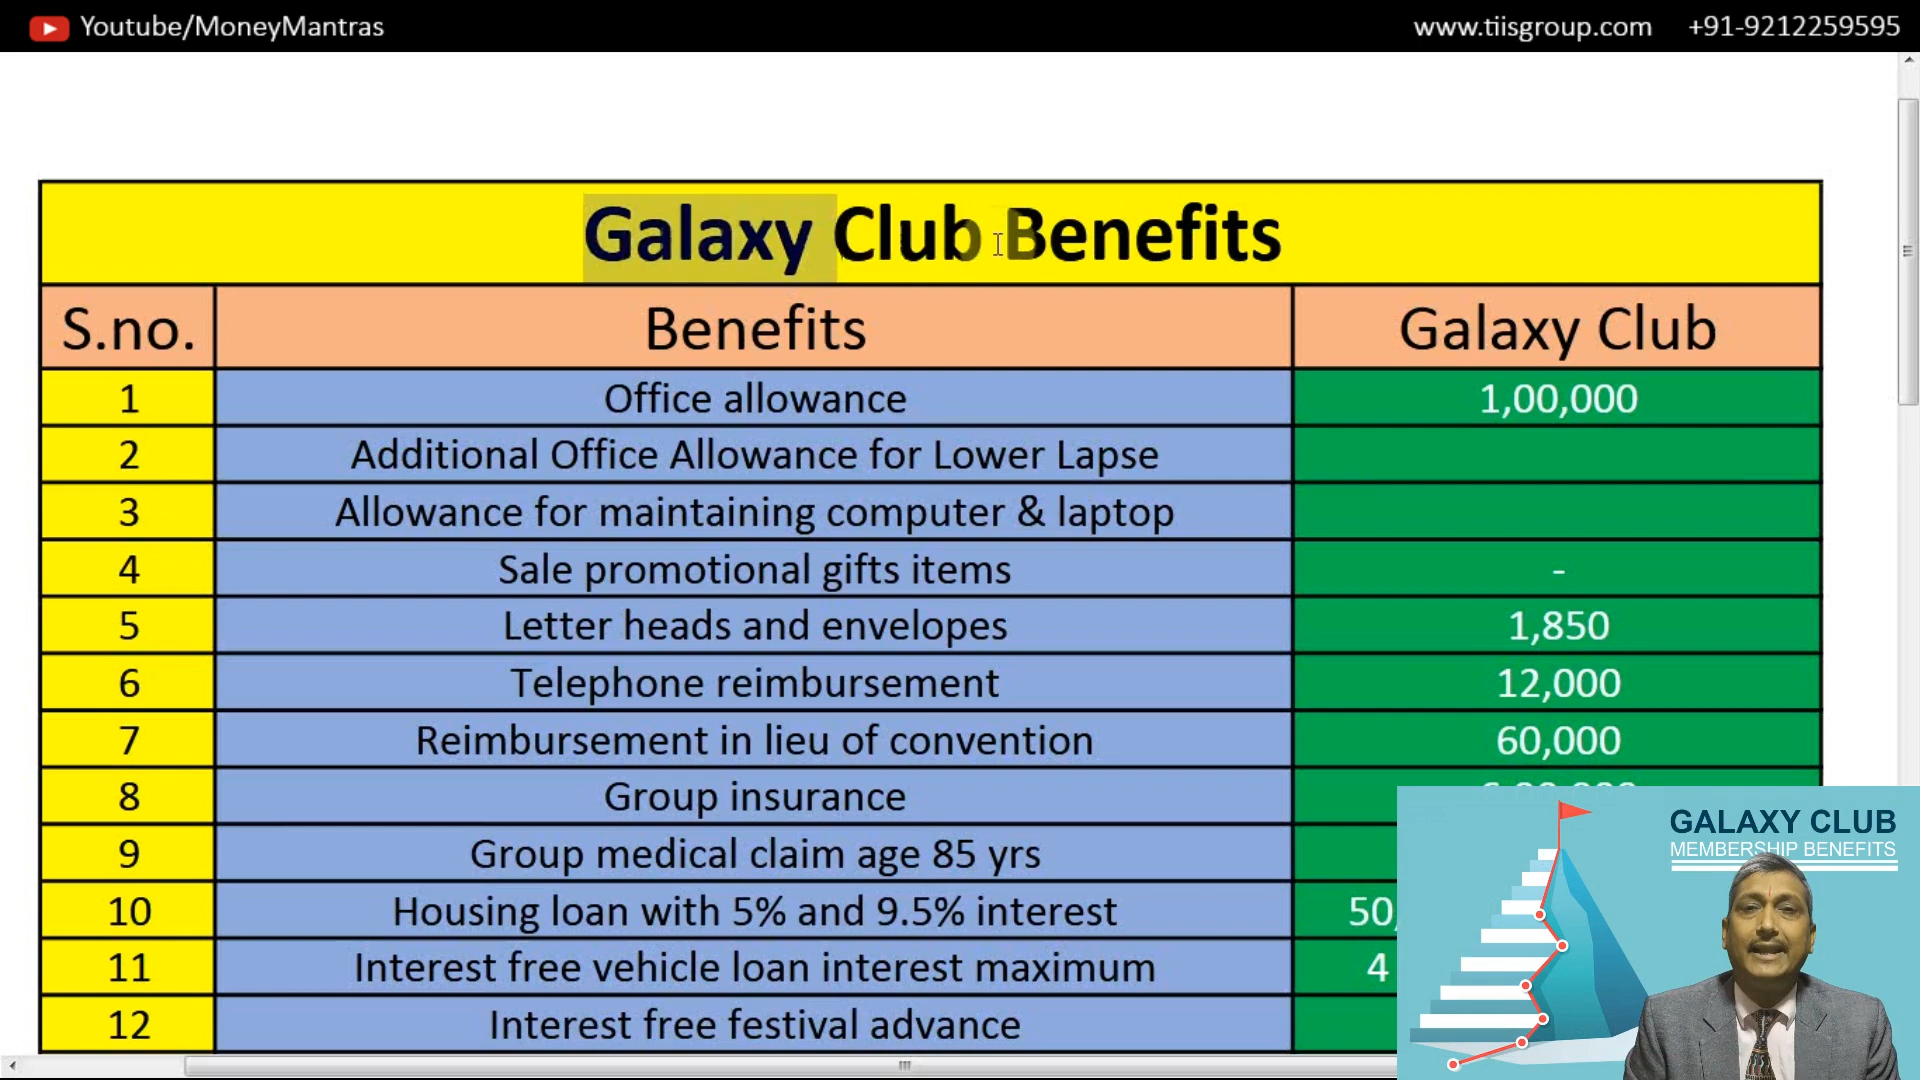 Youtube/MoneyMantras www.tiisgroup.com +91-9212259595
Galaxy Club Benefits
S.no. Benefits Galaxy Club
1 Office allowance 1,00,000
2 Additional Office Allowance for Lower Lapse
3 Allowance for maintaining computer & laptop
4 Sale promotional gifts items -
5 Letter heads and envelopes 1,850
6 Telephone reimbursement 12,000
7 Reimbursement in lieu of convention 60,000
8 Group insurance
9 Group medical claim age 85 yrs
10 Housing loan with 5% and 9.5% interest 50,
11 Interest free vehicle loan interest maximum 4
12 Interest free festival advance
GALAXY CLUB
MEMBERSHIP BENEFITS